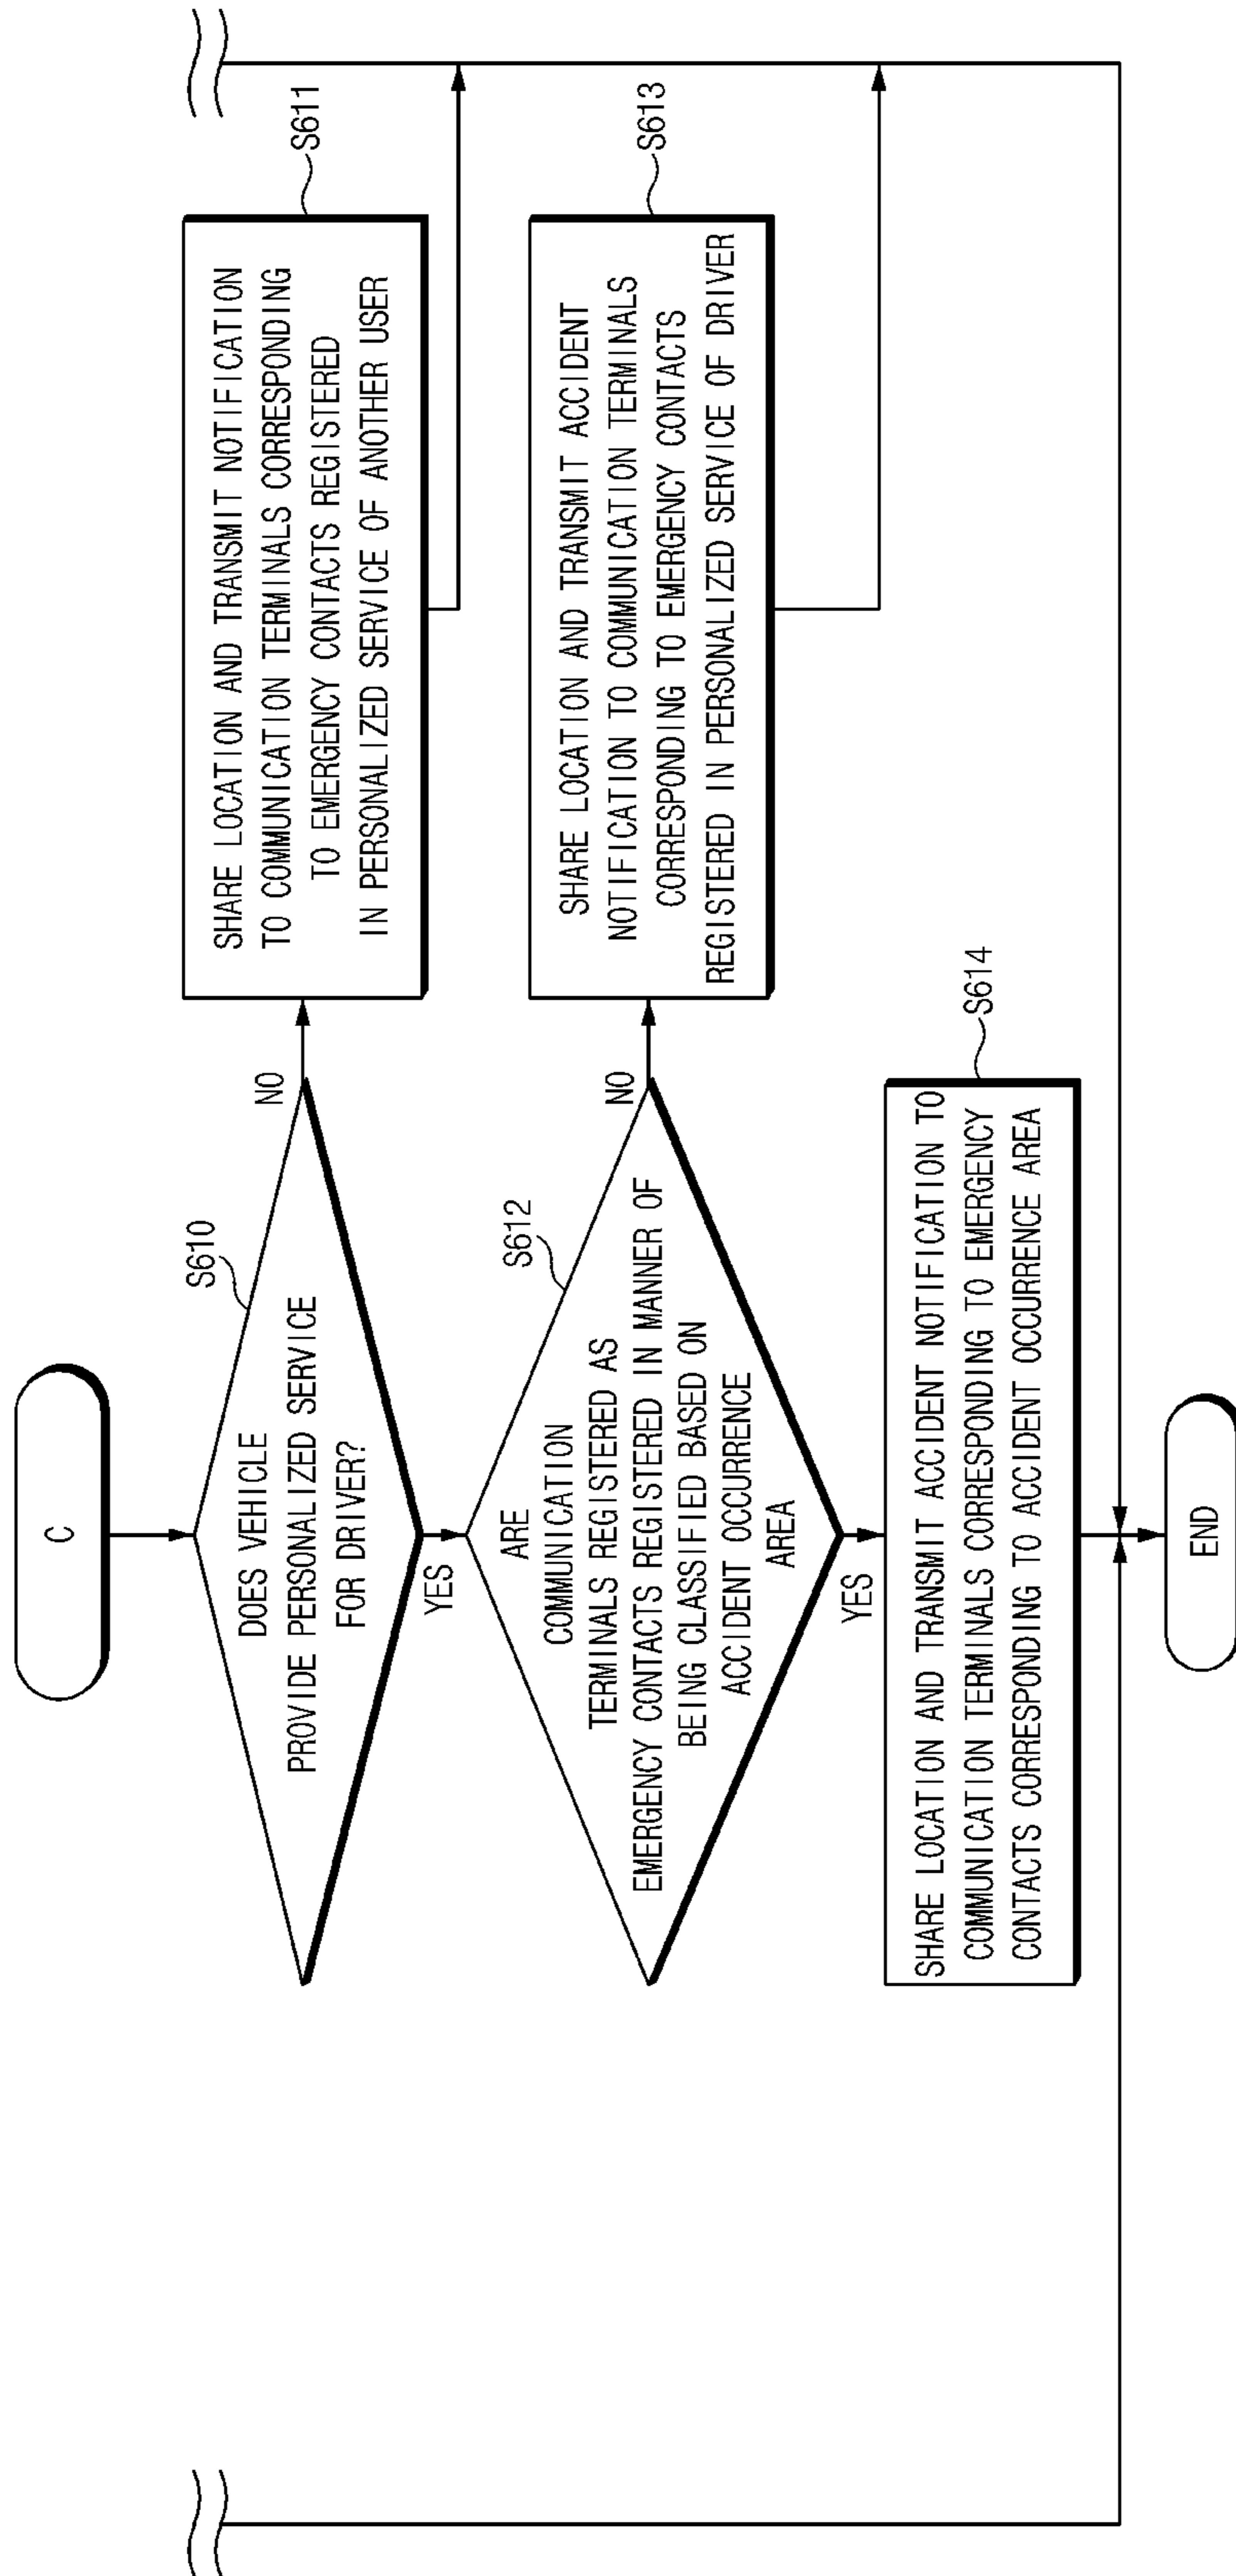 C
S610
DOES VEHICLE
PROVIDE PERSONALIZED SERVICE
FOR DRIVER?
NO
YES
S611
SHARE LOCATION AND TRANSMIT NOTIFICATION
TO COMMUNICATION TERMINALS CORRESPONDING
TO EMERGENCY CONTACTS REGISTERED
IN PERSONALIZED SERVICE OF ANOTHER USER
S612
ARE
COMMUNICATION
TERMINALS REGISTERED AS
EMERGENCY CONTACTS REGISTERED IN MANNER OF
BEING CLASSIFIED BASED ON
ACCIDENT OCCURRENCE
AREA
NO
YES
S613
SHARE LOCATION AND TRANSMIT ACCIDENT
NOTIFICATION TO COMMUNICATION TERMINALS
CORRESPONDING TO EMERGENCY CONTACTS
REGISTERED IN PERSONALIZED SERVICE OF DRIVER
S614
SHARE LOCATION AND TRANSMIT ACCIDENT NOTIFICATION TO
COMMUNICATION TERMINALS CORRESPONDING TO EMERGENCY
CONTACTS CORRESPONDING TO ACCIDENT OCCURRENCE AREA
END